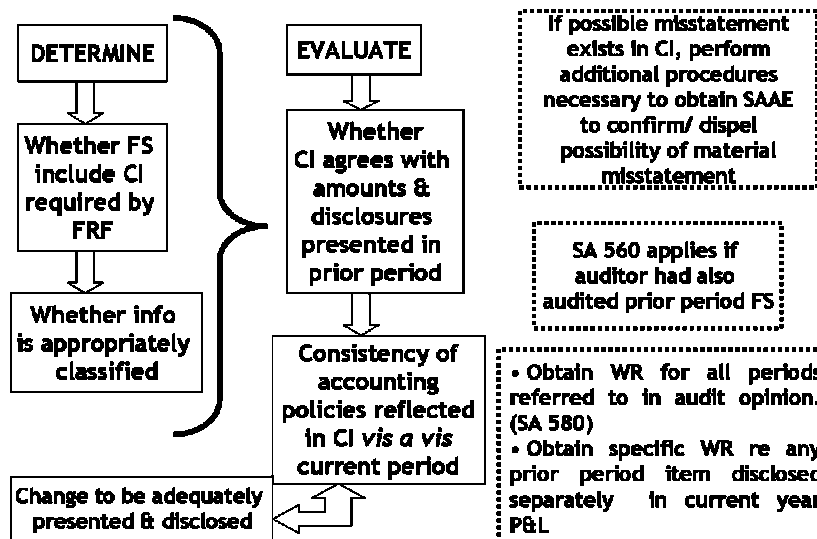 DETERMINE
Whether FS
include CI
required by
FRF
Whether info
is appropriately
classified
EVALUATE
Whether
CI agrees with
amounts &
disclosures
presented in
prior period
Consistency of
accounting
policies reflected
in CI vis a vis
current period
Change to be adequately
presented & disclosed
If possible misstatement
exists in CI, perform
additional procedures
necessary to obtain SAAE
to confirm/ dispel
possibility of material
misstatement
SA 560 applies if
auditor had also
audited prior period FS
• Obtain WR for all periods
referred to in audit opinion.
(SA 580)
• Obtain specific WR re any
prior period item disclosed
separately in current year
P&L